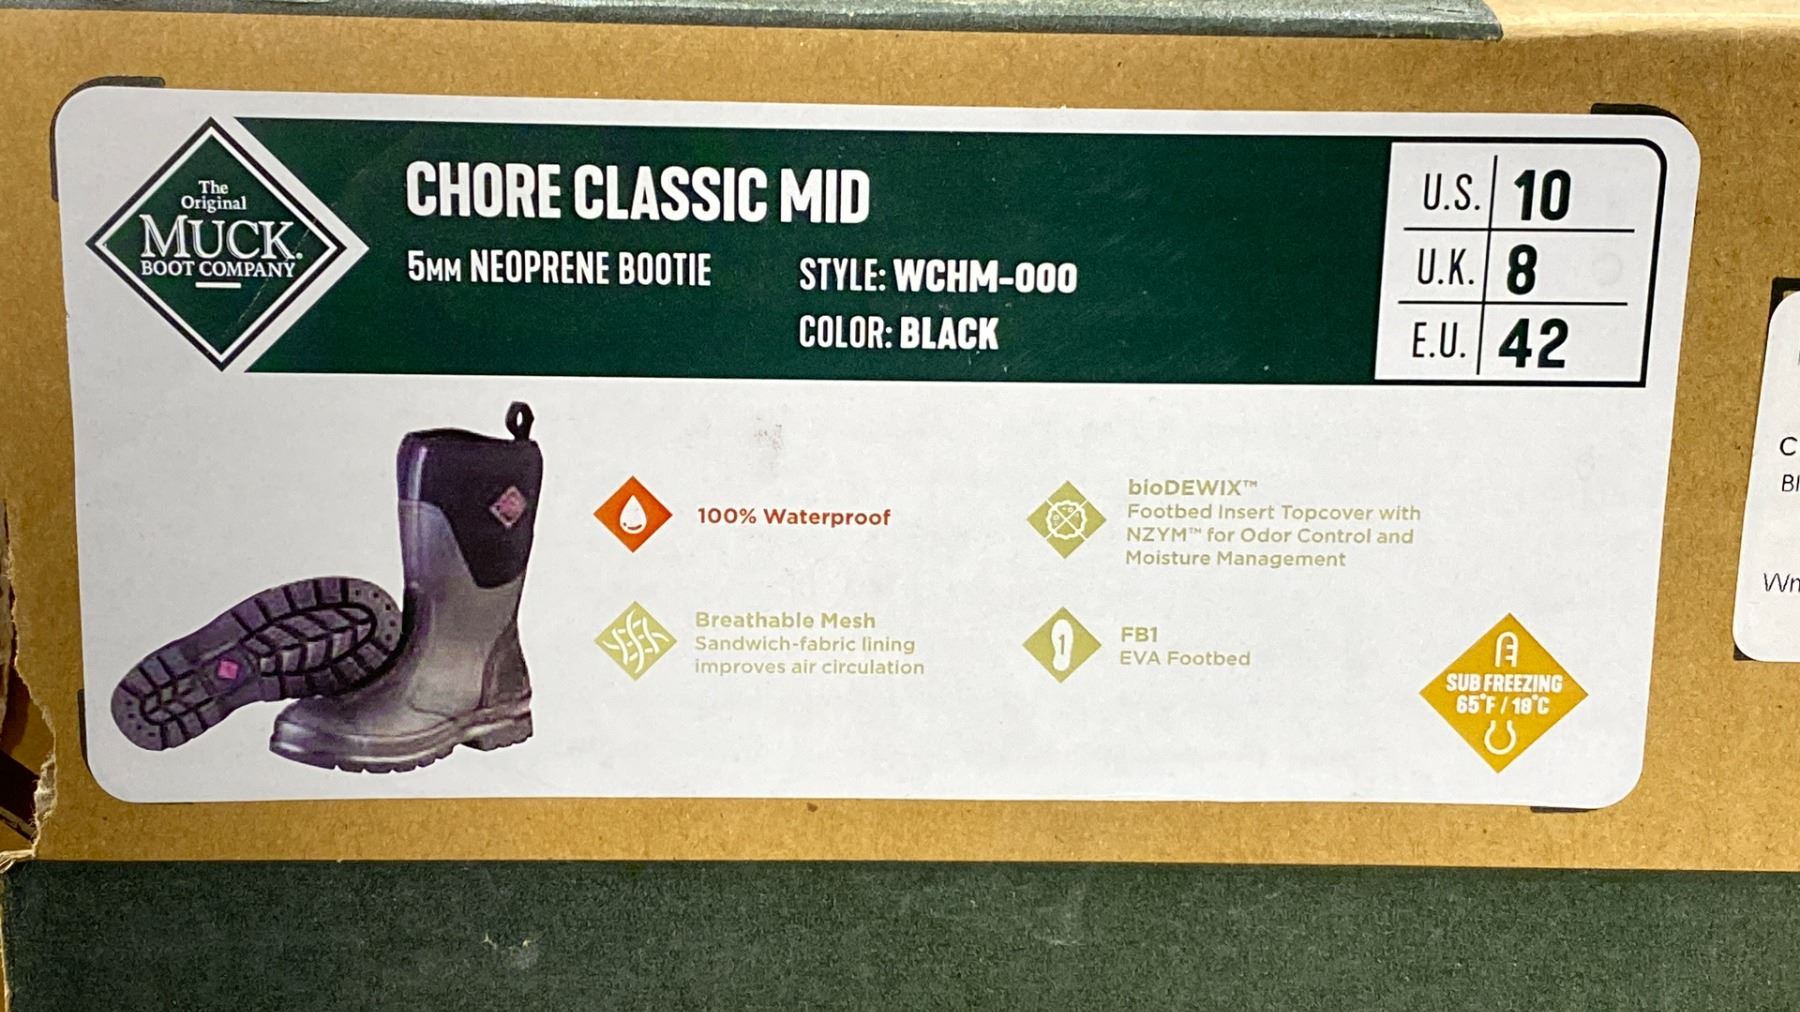 The
Original
MUCK®
BOOT COMPANY
CHORE CLASSIC MID
5MM NEOPRENE BOOTIE
STYLE: WCHM-000
COLOR: BLACK
U.S. 10
U.K. 8
E.U. 42
100% Waterproof
Breathable Mesh
Sandwich-fabric lining
improves air circulation
bioDEWIX™
Footbed Insert Topcover with
NZYM™ for Odor Control and
Moisture Management
1
FB1
EVA Footbed
SUB FREEZING
65°F / 18°C
C
Bl